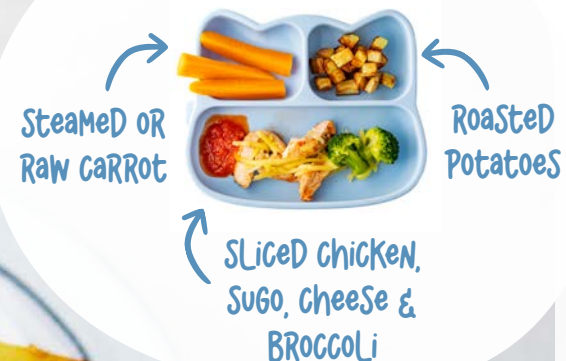 Steamed or
Raw carrot
Roasted
Potatoes
Sliced chicken,
Sugo, cheese &
Broccoli